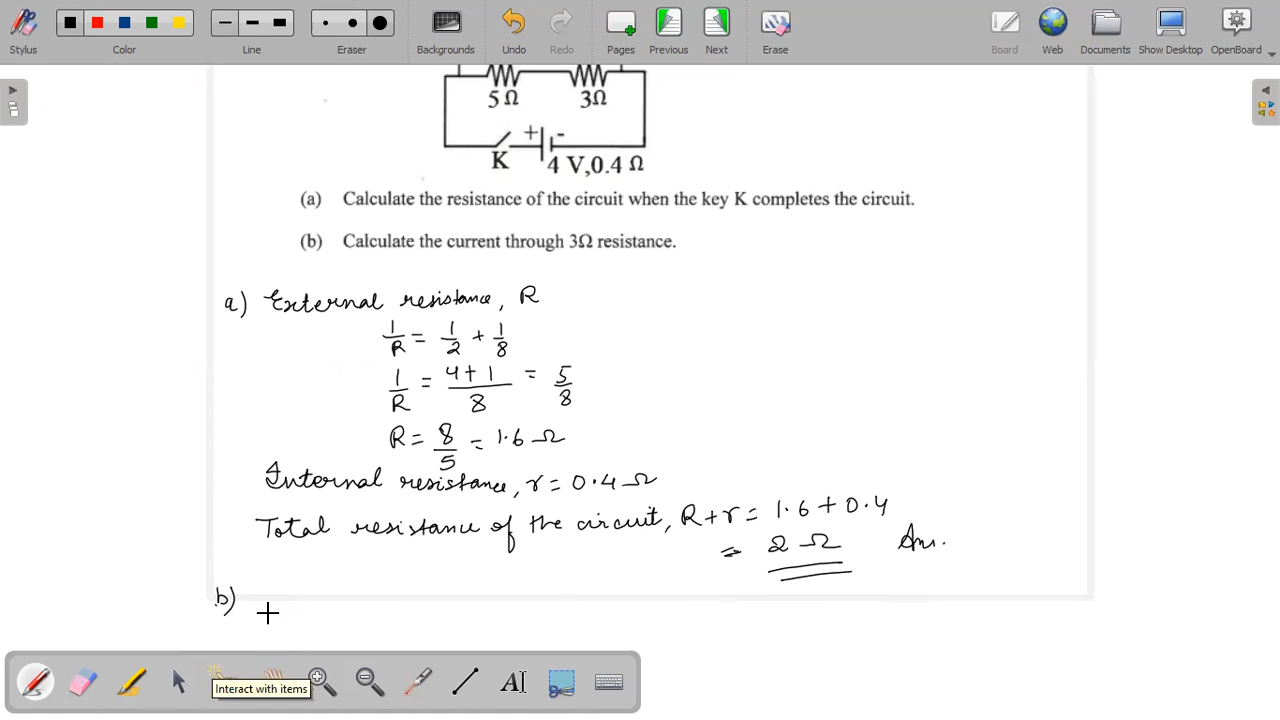 Stylus Color Line Eraser Backgrounds Undo Redo Pages Previous Next Erase Board Web Documents Show Desktop OpenBoard
5 Ω 3Ω
+ -
K 4 V,0.4 Ω
(a) Calculate the resistance of the circuit when the key K completes the circuit.
(b) Calculate the current through 3Ω resistance.
a) External resistance, R
1/R = 1/2 + 1/8
1/R = 4+1/8 = 5/8
R = 8/5 = 1.6 Ω
Internal resistance, r = 0.4 Ω
Total resistance of the circuit, R+r = 1.6 + 0.4
= 2 Ω Ans.
b)
Interact with items